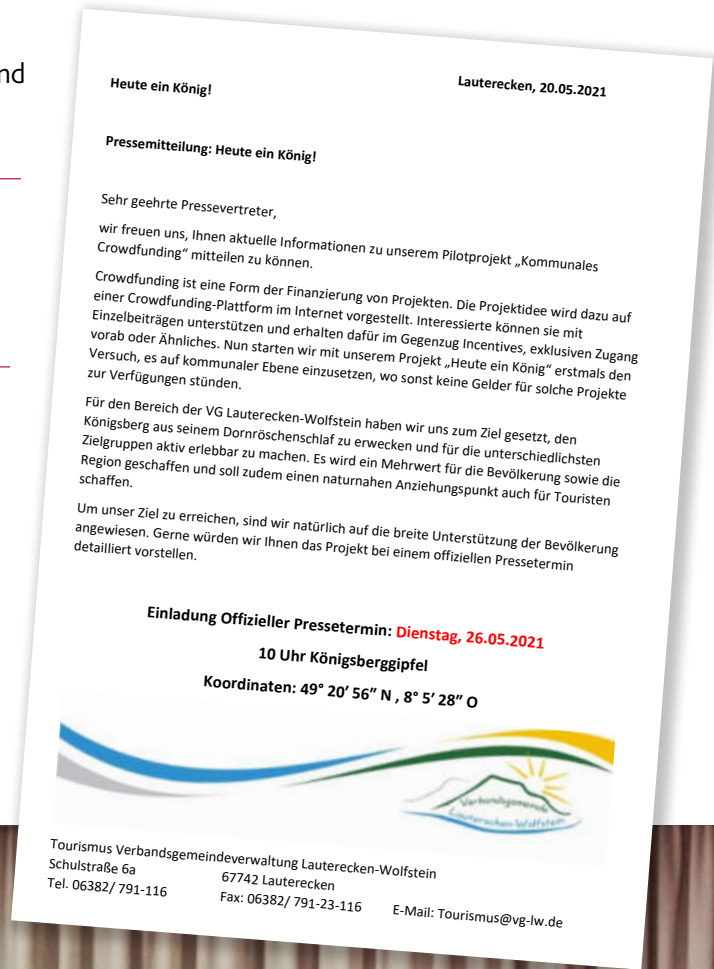 nd
Heute ein König!
Lauterecken, 20.05.2021
Pressemitteilung: Heute ein König!
Sehr geehrte Pressevertreter,
wir freuen uns, Ihnen aktuelle Informationen zu unserem Pilotprojekt „Kommunales
Crowdfunding“ mitteilen zu können.
Crowdfunding ist eine Form der Finanzierung von Projekten. Die Projektidee wird dazu auf
einer Crowdfunding-Plattform im Internet vorgestellt. Interessierte können sie mit
Einzelbeiträgen unterstützen und erhalten dafür im Gegenzug Incentives, exklusiven Zugang
vorab oder Ähnliches. Nun starten wir mit unserem Projekt „Heute ein König“ erstmals den
Versuch, es auf kommunaler Ebene einzusetzen, wo sonst keine Gelder für solche Projekte
zur Verfügungen stünden.
Für den Bereich der VG Lauterecken-Wolfstein haben wir uns zum Ziel gesetzt, den
Königsberg aus seinem Dornröschenschlaf zu erwecken und für die unterschiedlichsten
Zielgruppen aktiv erlebbar zu machen. Es wird ein Mehrwert für die Bevölkerung sowie die
Region geschaffen und soll zudem einen naturnahen Anziehungspunkt auch für Touristen
schaffen.
Um unser Ziel zu erreichen, sind wir natürlich auf die breite Unterstützung der Bevölkerung
angewiesen. Gerne würden wir Ihnen das Projekt bei einem offiziellen Pressetermin
detailliert vorstellen.
Einladung Offizieller Pressetermin: Dienstag, 26.05.2021
10 Uhr Königsberggipfel
Koordinaten: 49° 20′ 56″ N , 8° 5′ 28″ O
Verbandsgemeinde
Lauterecken-Wolfstein
Tourismus Verbandsgemeindeverwaltung Lauterecken-Wolfstein
Schulstraße 6a 67742 Lauterecken
Tel. 06382/ 791-116 Fax: 06382/ 791-23-116 E-Mail: Tourismus@vg-lw.de